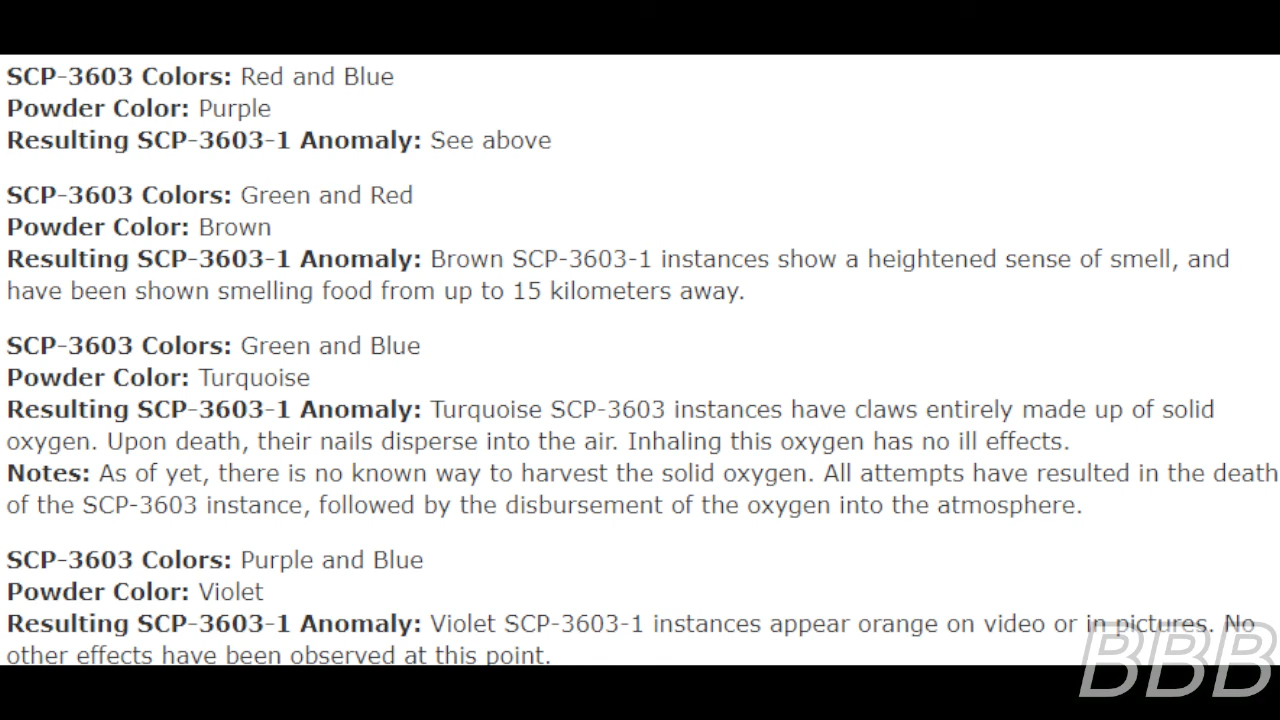 SCP-3603 Colors: Red and Blue
Powder Color: Purple
Resulting SCP-3603-1 Anomaly: See above
SCP-3603 Colors: Green and Red
Powder Color: Brown
Resulting SCP-3603-1 Anomaly: Brown SCP-3603-1 instances show a heightened sense of smell, and
have been shown smelling food from up to 15 kilometers away.
SCP-3603 Colors: Green and Blue
Powder Color: Turquoise
Resulting SCP-3603-1 Anomaly: Turquoise SCP-3603 instances have claws entirely made up of solid
oxygen. Upon death, their nails disperse into the air. Inhaling this oxygen has no ill effects.
Notes: As of yet, there is no known way to harvest the solid oxygen. All attempts have resulted in the death
of the SCP-3603 instance, followed by the disbursement of the oxygen into the atmosphere.
SCP-3603 Colors: Purple and Blue
Powder Color: Violet
Resulting SCP-3603-1 Anomaly: Violet SCP-3603-1 instances appear orange on video or in pictures. No
other effects have been observed at this point.
BBB